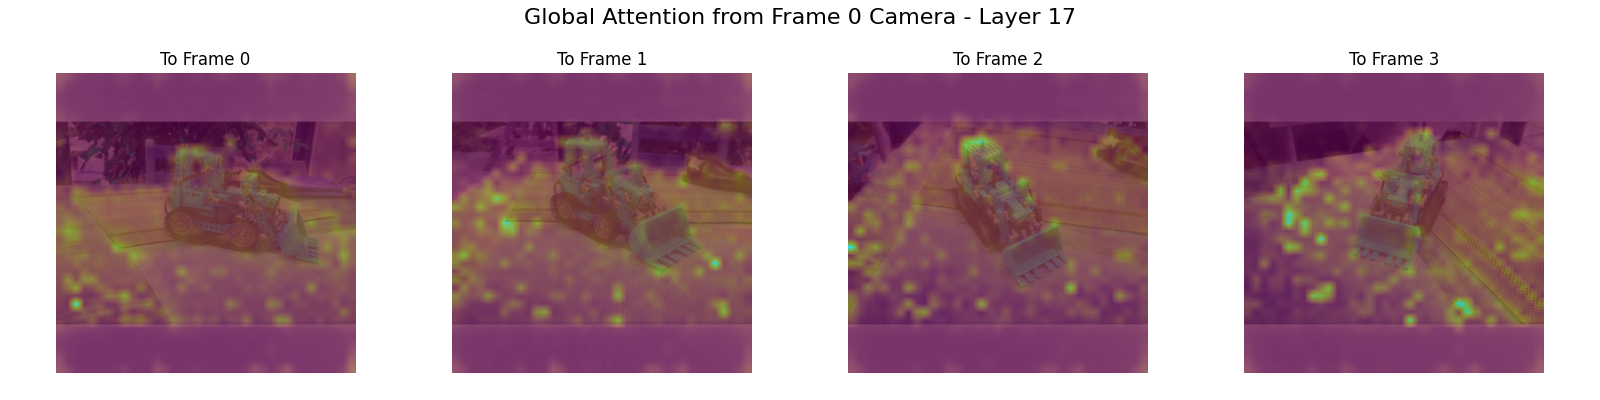 Global Attention from Frame 0 Camera - Layer 17
To Frame 0
To Frame 1
To Frame 2
To Frame 3